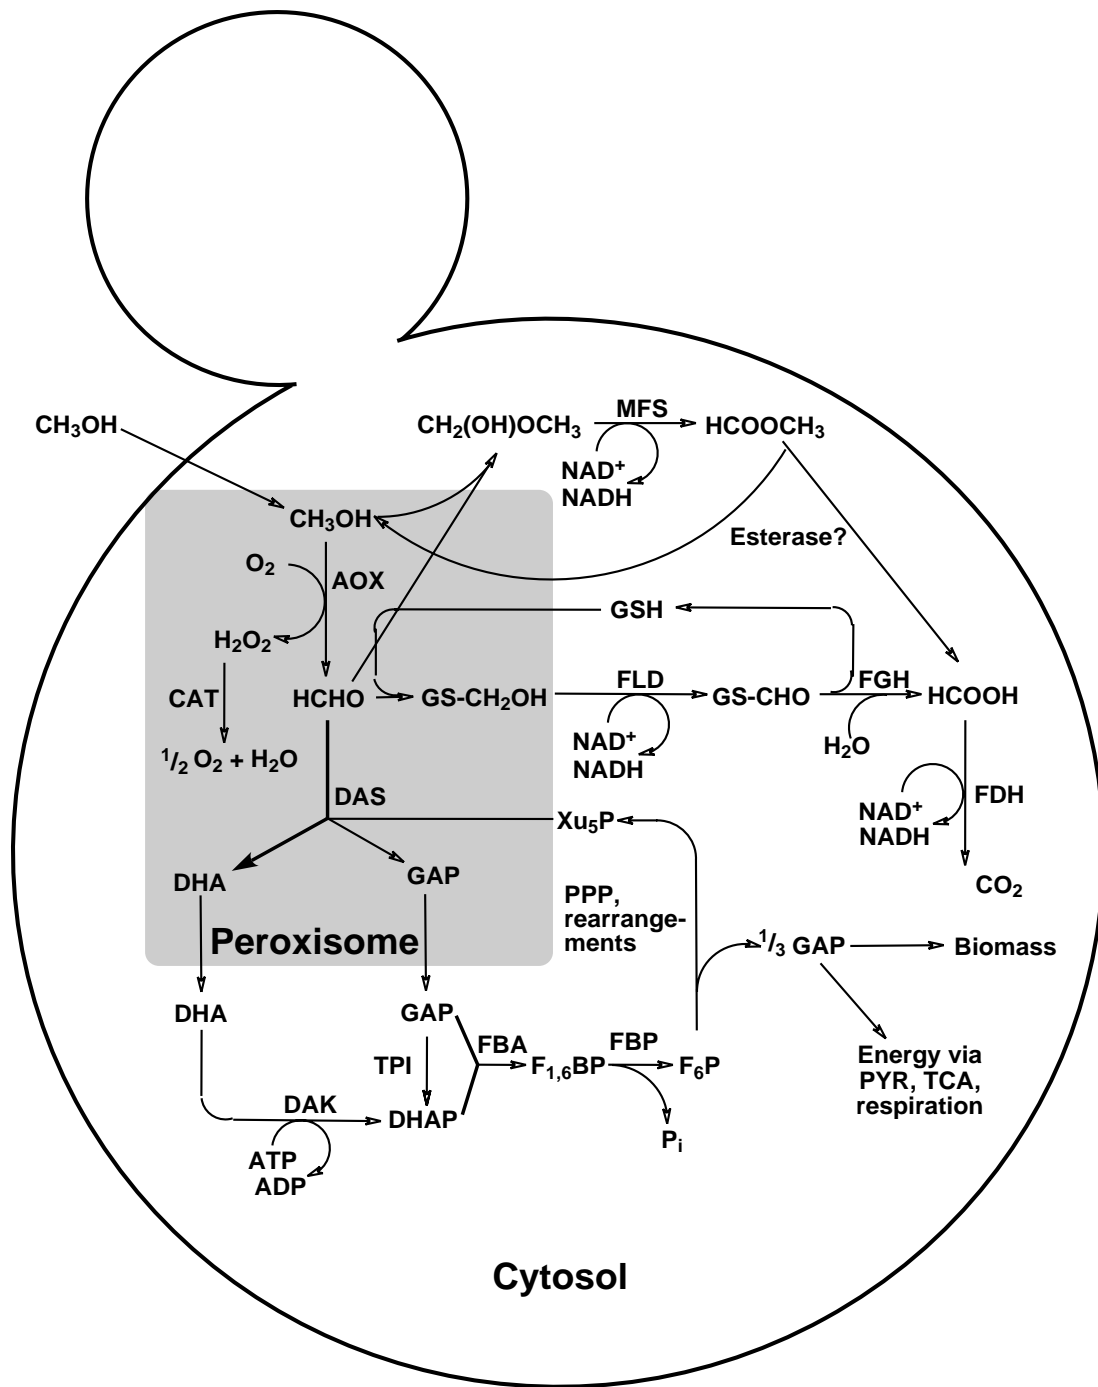 CH₃OH
CH₂(OH)OCH₃
MFS
HCOOCH₃
NAD⁺
NADH
CH₃OH
Esterase?
O₂
AOX
GSH
H₂O₂
CAT
HCHO
GS-CH₂OH
FLD
GS-CHO
FGH
HCOOH
NAD⁺
NADH
H₂O
¹/₂ O₂ + H₂O
DAS
Xu₅P
NAD⁺
NADH
FDH
DHA
GAP
CO₂
PPP,
rearrange-
ments
Peroxisome
¹/₃ GAP
Biomass
DHA
GAP
TPI
FBA
F₁,₆BP
FBP
F₆P
Energy via
PYR, TCA,
respiration
DAK
DHAP
ATP
ADP
Pᵢ
Cytosol